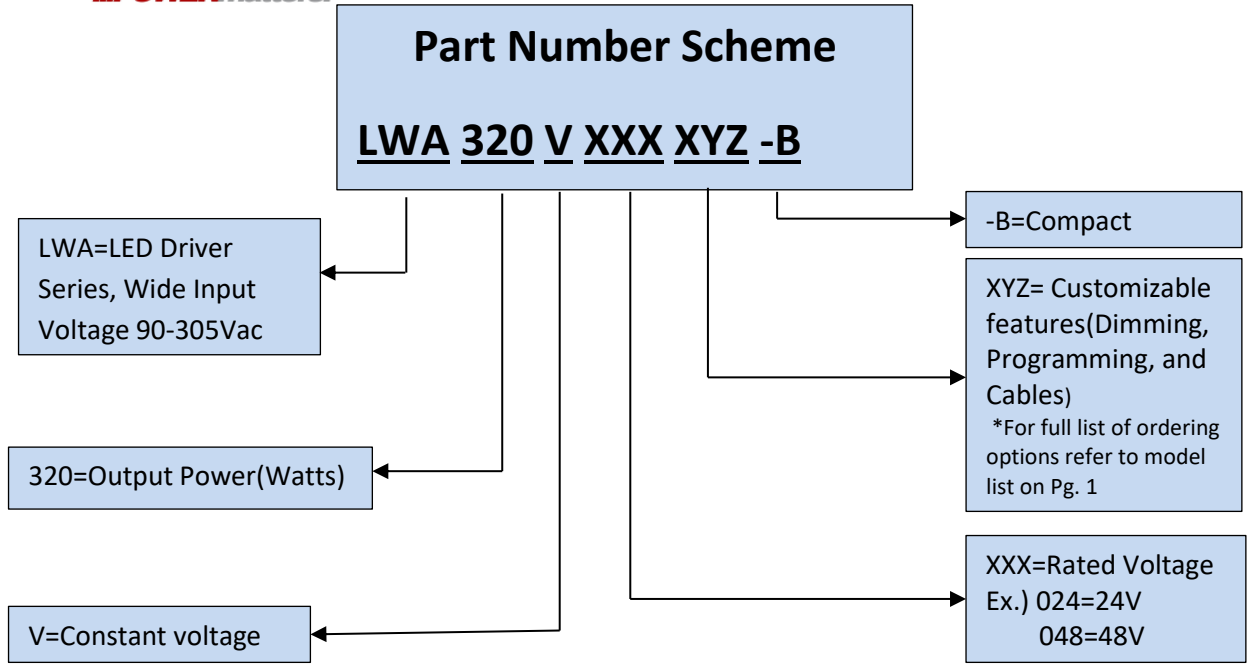 Part Number Scheme
LWA 320 V XXX XYZ -B
LWA=LED Driver
Series, Wide Input
Voltage 90-305Vac
320=Output Power(Watts)
V=Constant voltage
-B=Compact
XYZ= Customizable
features(Dimming,
Programming, and
Cables)
*For full list of ordering
options refer to model
list on Pg. 1
XXX=Rated Voltage
Ex.) 024=24V
048=48V